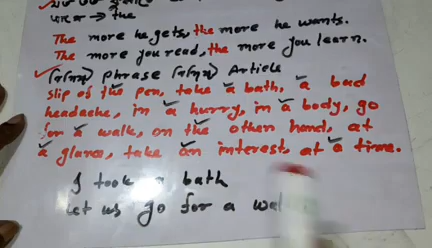 → the
The more he gets, the more he wants.
The more you read, the more you learn.
phrase Article
slip of the pen, take a bath, a bad
headache, in a hurry, in a body, go
for a walk, on the other hand, at
a glance, take an interest, at a time.
I took a bath
Let us go for a